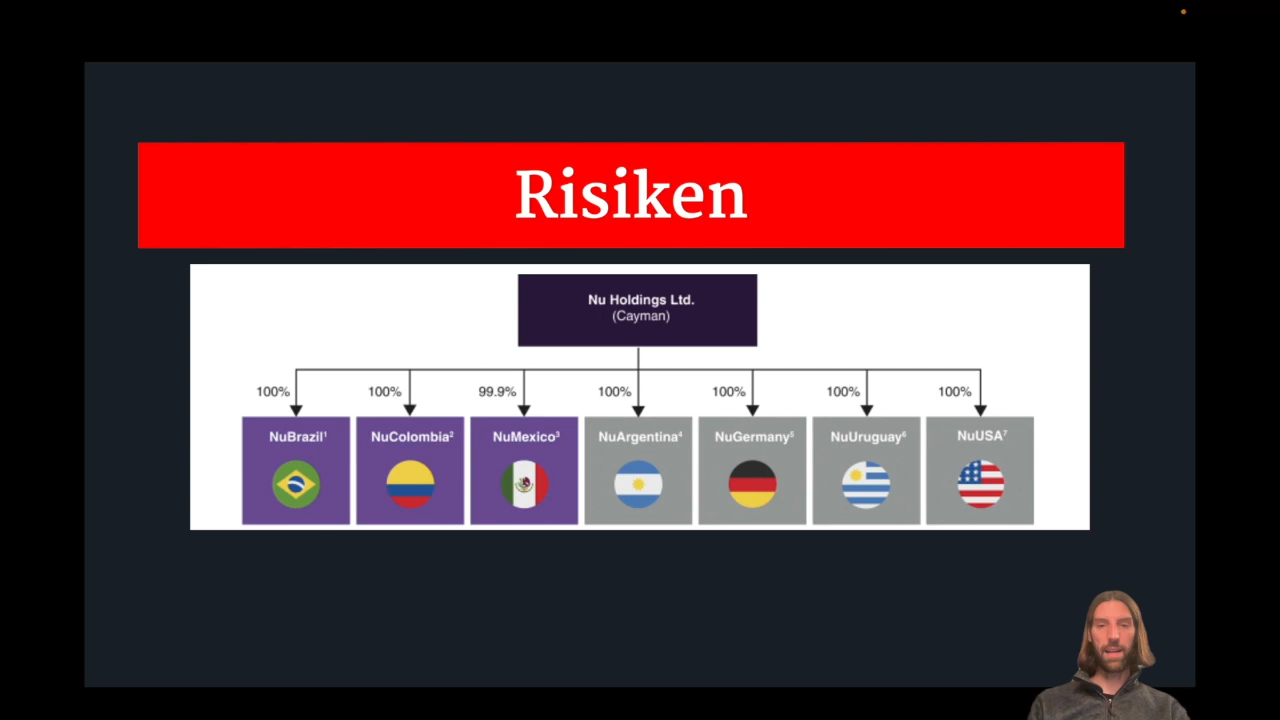 Risiken
Nu Holdings Ltd.
(Cayman)
100% 100% 99.9% 100% 100% 100% 100%
NuBrazil¹ NuColombia² NuMexico³ NuArgentina⁴ NuGermany⁵ NuUruguay⁶ NuUSA⁷